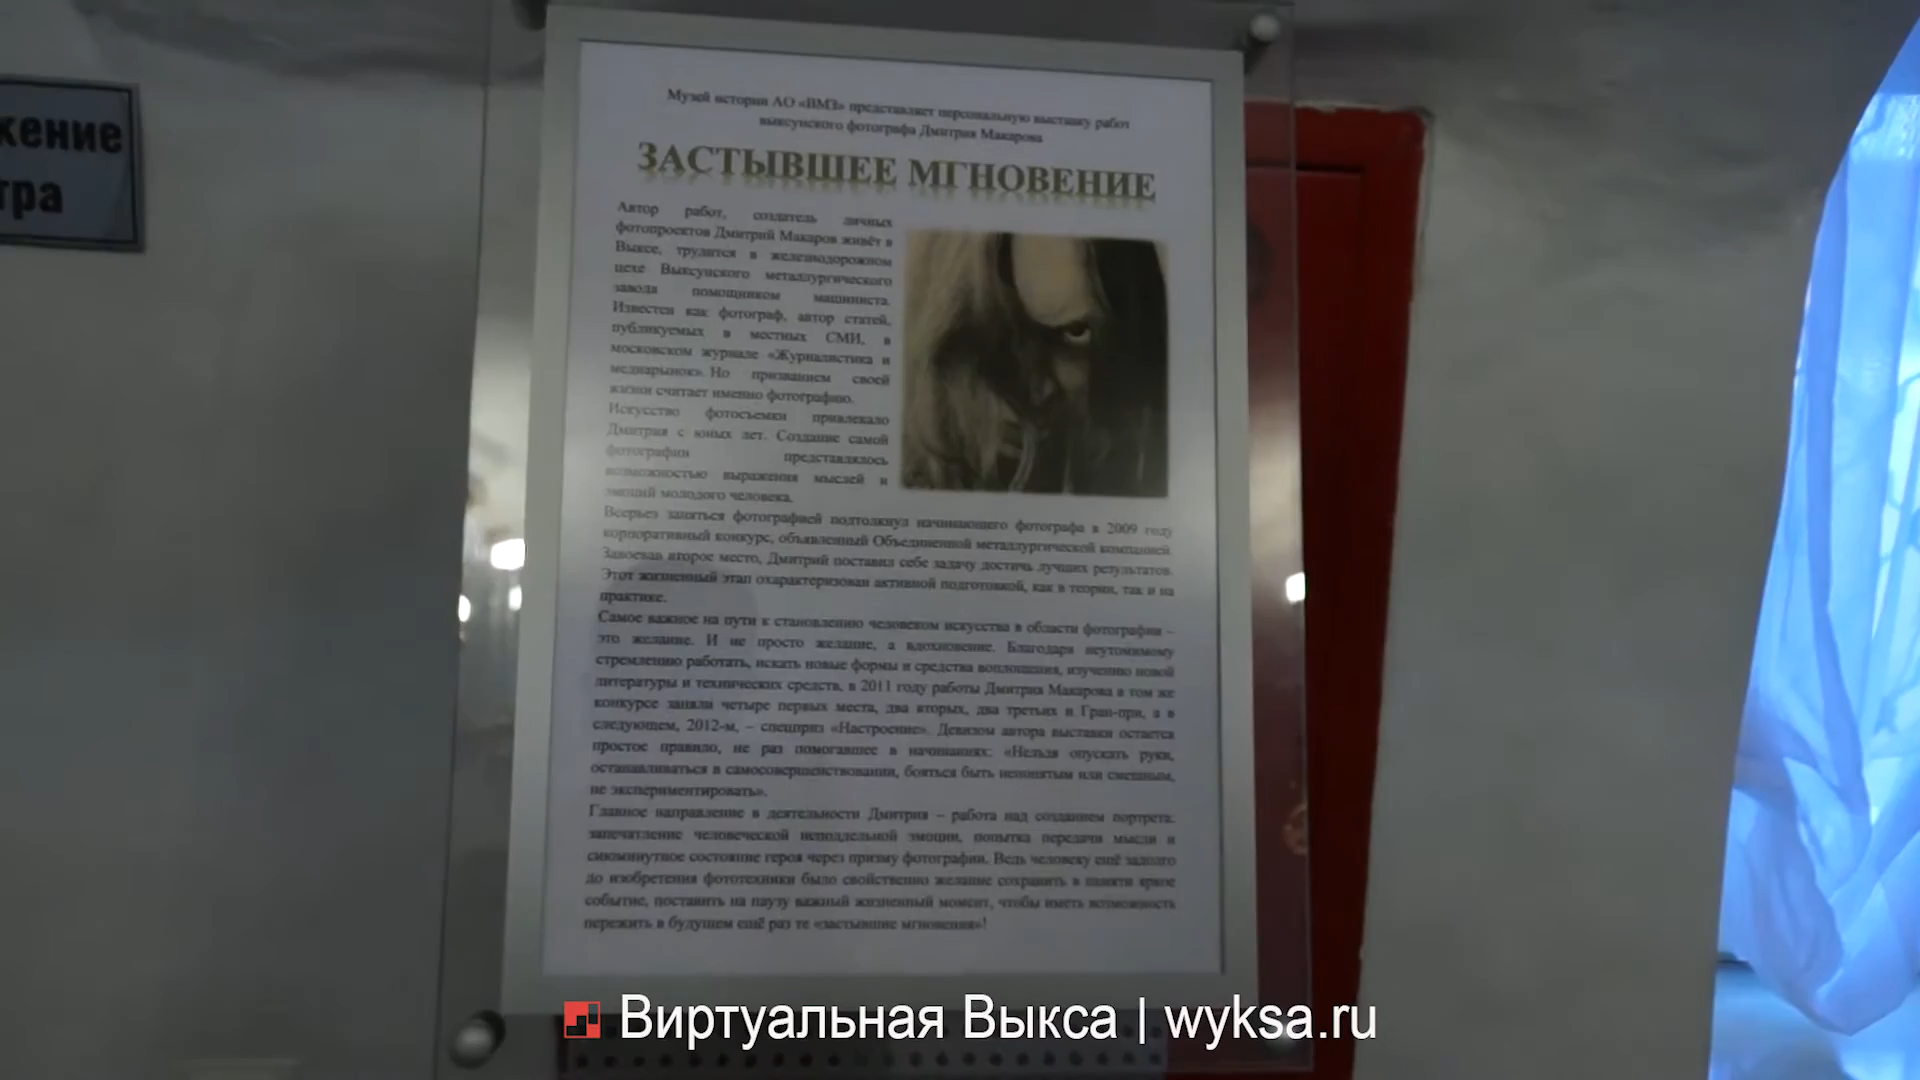 жение
тра
Музей истории АО «ВМЗ» представляет персональную выставку работ
выксунского фотографа Дмитрия Макарова
ЗАСТЫВШЕЕ МГНОВЕНИЕ
Автор работ, создатель личных
фотопроектов Дмитрий Макаров живёт в
Выксе, трудится в железнодорожном
цехе Выксунского металлургического
завода помощником машиниста.
Известен как фотограф, автор статей,
публикуемых в местных СМИ, в
московском журнале «Журналистика и
медиарынок». Но призванием своей
жизни считает именно фотографию.
Искусство фотосъемки привлекало
Дмитрия с юных лет. Создание самой
фотографии представлялось
возможностью выражения мыслей и
эмоций молодого человека.
Всерьез заняться фотографией подтолкнул начинающего фотографа в 2009 году
корпоративный конкурс, объявленный Объединенной металлургической компанией.
Завоевав второе место, Дмитрий поставил себе задачу достичь лучших результатов.
Этот жизненный этап охарактеризован активной подготовкой, как в теории, так и на
практике.
Самое важное на пути к становлению человеком искусства в области фотографии –
это желание. И не просто желание, а вдохновение. Благодаря неутомимому
стремлению работать, искать новые формы и средства воплощения, изучению новой
литературы и технических средств, в 2011 году работы Дмитрия Макарова в том же
конкурсе заняли четыре первых места, два вторых, два третьих и Гран-при, а в
следующем, 2012-м, – спецприз «Настроение». Девизом автора выставки остается
простое правило, не раз помогавшее в начинаниях: «Нельзя опускать руки,
останавливаться в самосовершенствовании, бояться быть непонятым или смешным,
не экспериментировать».
Главное направление в деятельности Дмитрия – работа над созданием портрета:
запечатление человеческой неподдельной эмоции, попытка передачи мысли и
сиюминутное состояние героя через призму фотографии. Ведь человеку ещё задолго
до изобретения фототехники было свойственно желание сохранить в памяти яркое
событие, поставить на паузу важный жизненный момент, чтобы иметь возможность
пережить в будущем ещё раз те «застывшие мгновения»!
Виртуальная Выкса | wyksa.ru